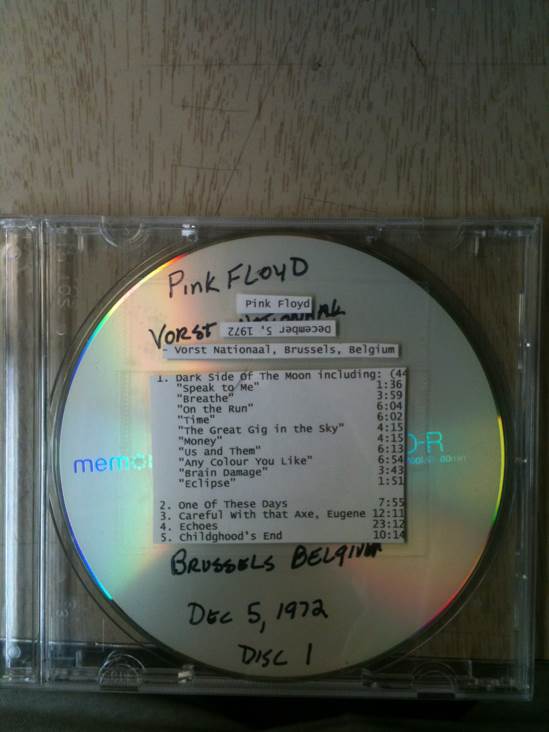 Pink FLOYD
Pink Floyd
VORST
December 5, 1972
- Vorst Nationaal, Brussels, Belgium
1. Dark Side Of The Moon including: (44
"Speak to Me" 1:36
"Breathe" 3:59
"On the Run" 6:04
"Time" 6:02
"The Great Gig in the Sky" 4:15
"Money" 4:15
"Us and Them" 6:13
"Any Colour You Like" 6:54
"Brain Damage" 3:43
"Eclipse" 1:51
2. One Of These Days 7:55
3. Careful With that Axe, Eugene 12:11
4. Echoes 23:12
5. Childghood's End 10:14
BRUSSELS BELGIUM
DEC 5, 1972
DISC 1